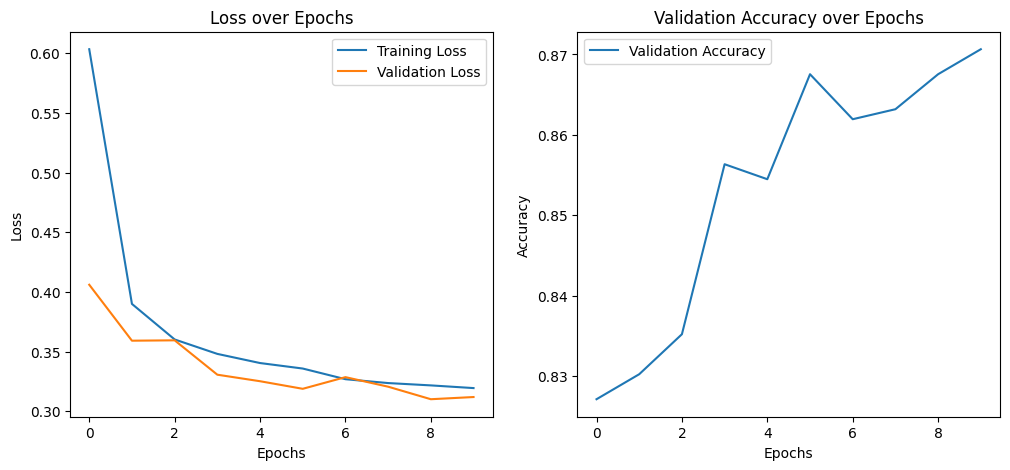 Loss over Epochs
Training Loss
Validation Loss
0.60
0.55
0.50
0.45
0.40
0.35
0.30
Loss
0 2 4 6 8
Epochs
Validation Accuracy over Epochs
Validation Accuracy
0.87
0.86
0.85
0.84
0.83
Accuracy
0 2 4 6 8
Epochs